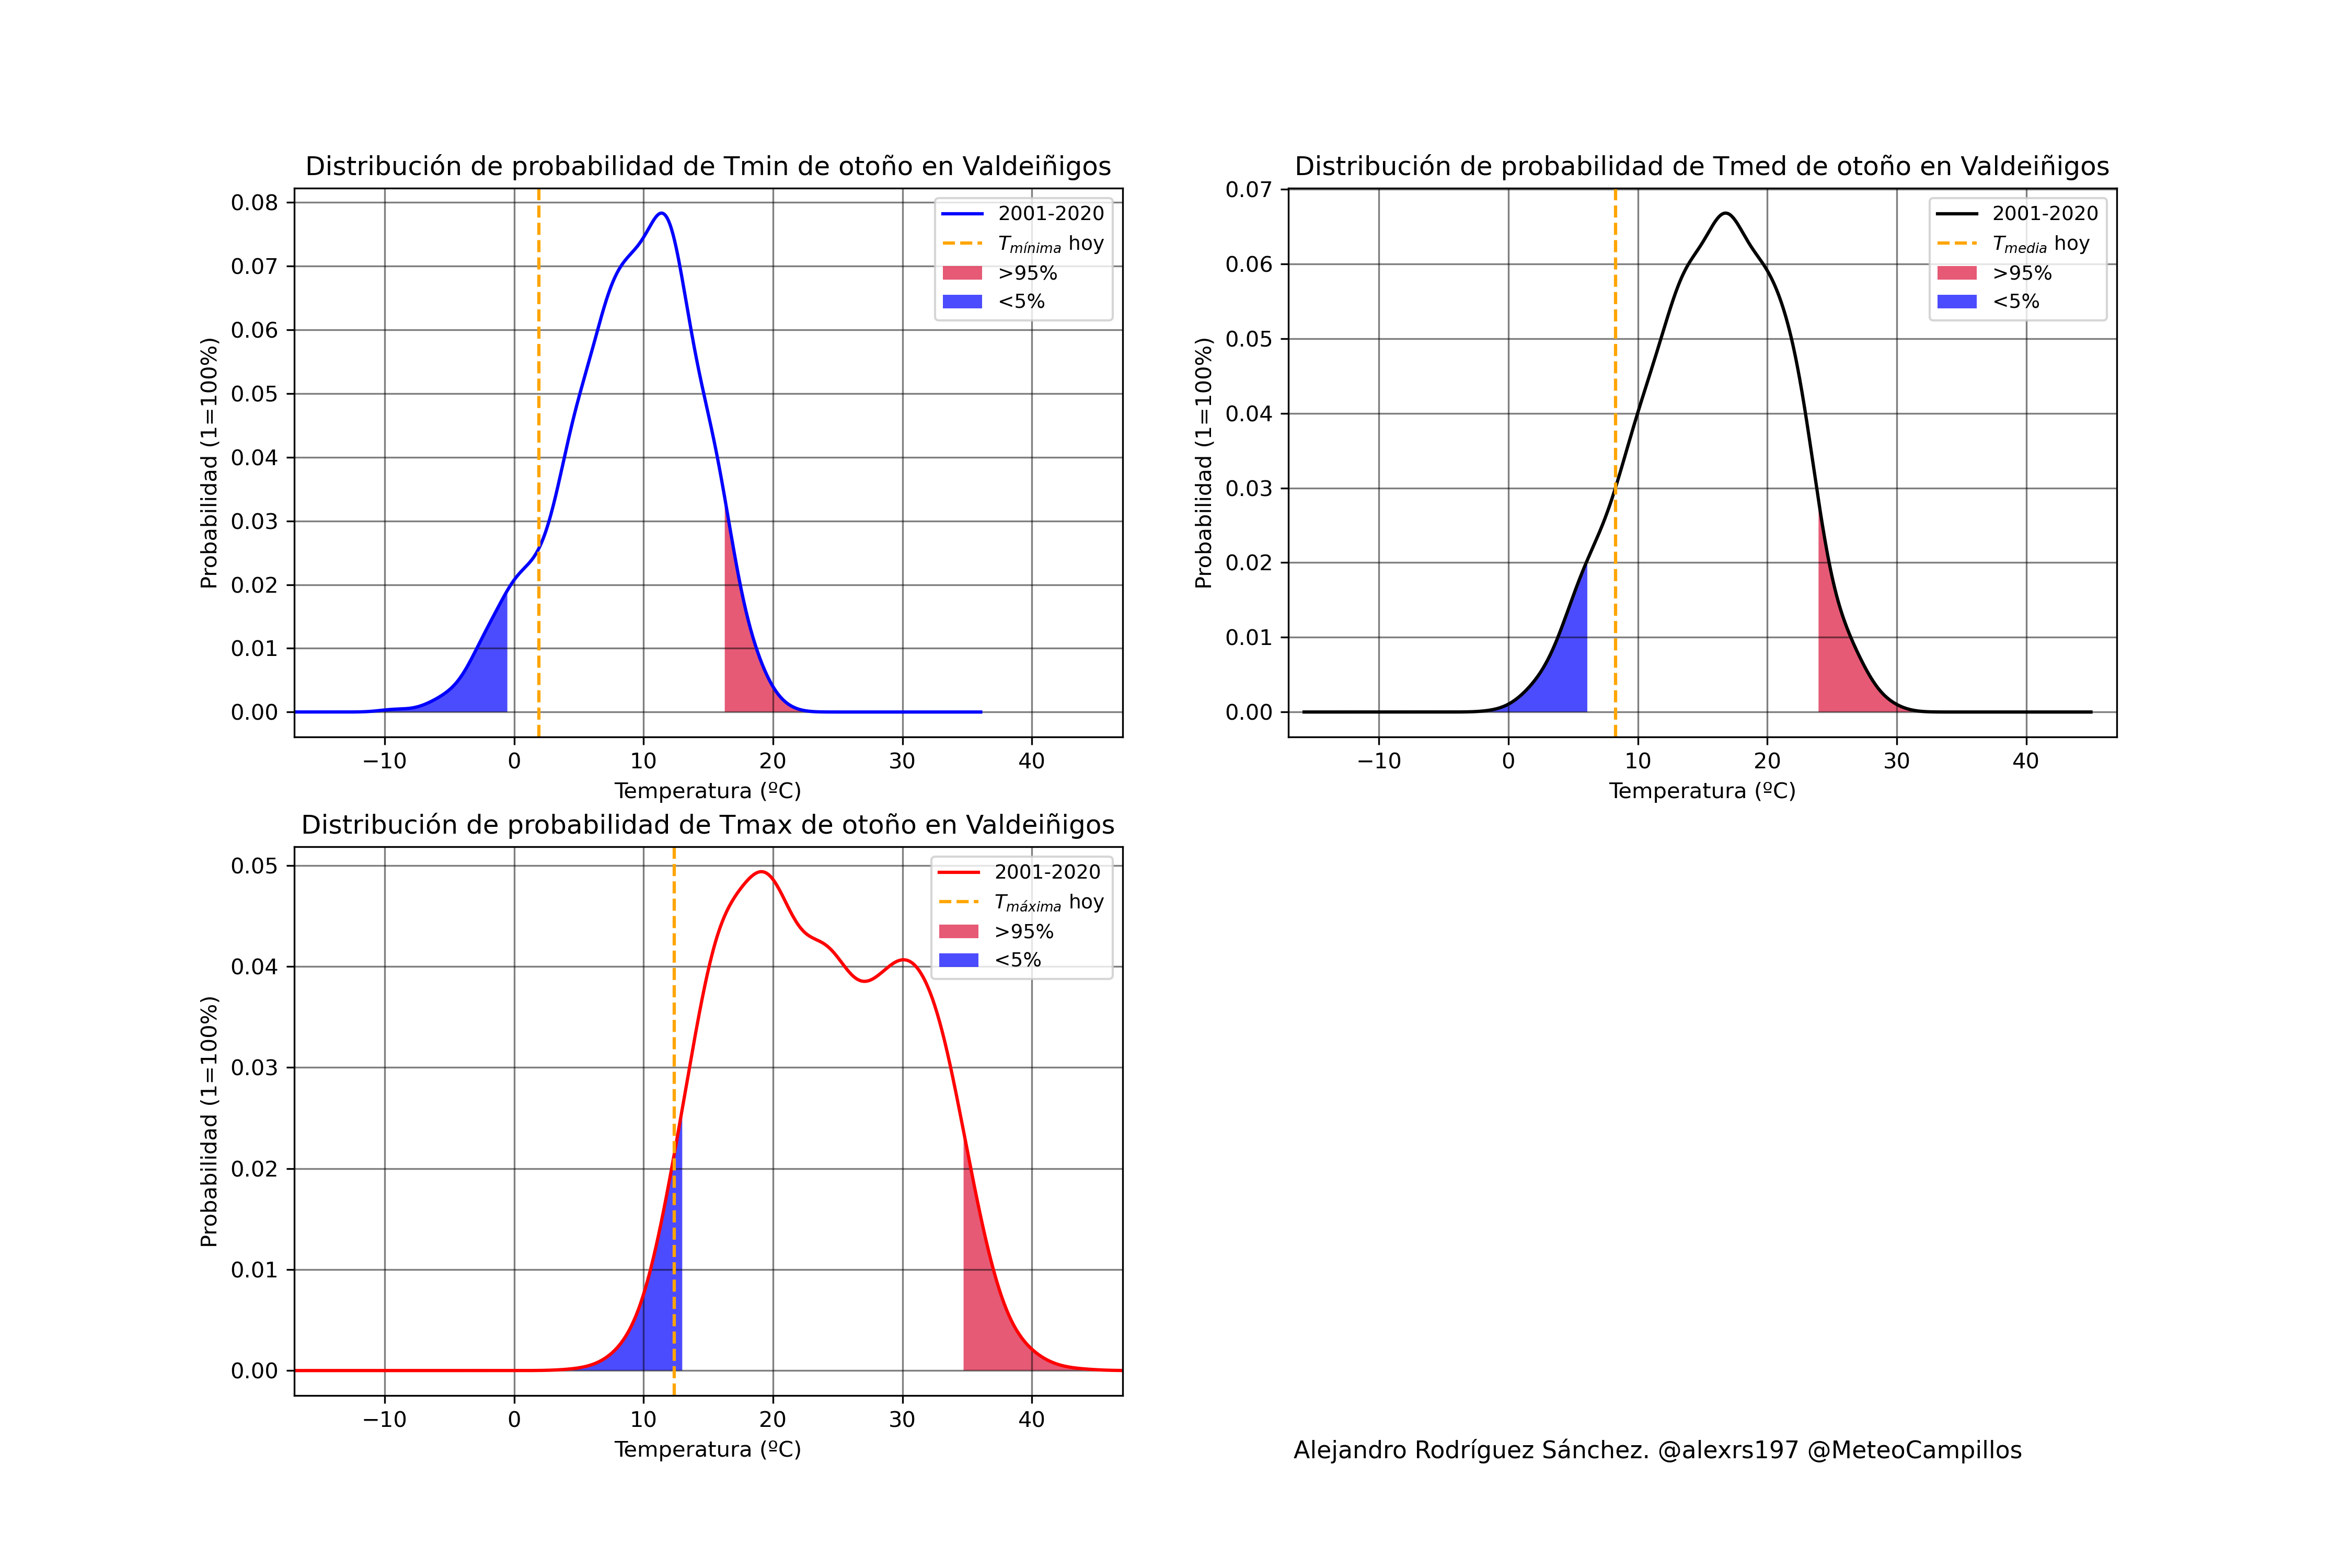 Distribución de probabilidad de Tmin de otoño en Valdeiñigos
0.08
0.07
0.06
0.05
0.04
0.03
0.02
0.01
0.00
Probabilidad (1=100%)
2001-2020
Tmínima hoy
>95%
<5%
−10 0 10 20 30 40
Temperatura (ºC)
Distribución de probabilidad de Tmed de otoño en Valdeiñigos
0.07
0.06
0.05
0.04
0.03
0.02
0.01
0.00
Probabilidad (1=100%)
2001-2020
Tmedia hoy
>95%
<5%
−10 0 10 20 30 40
Temperatura (ºC)
Distribución de probabilidad de Tmax de otoño en Valdeiñigos
0.05
0.04
0.03
0.02
0.01
0.00
Probabilidad (1=100%)
2001-2020
Tmáxima hoy
>95%
<5%
−10 0 10 20 30 40
Temperatura (ºC)
Alejandro Rodríguez Sánchez. @alexrs197 @MeteoCampillos